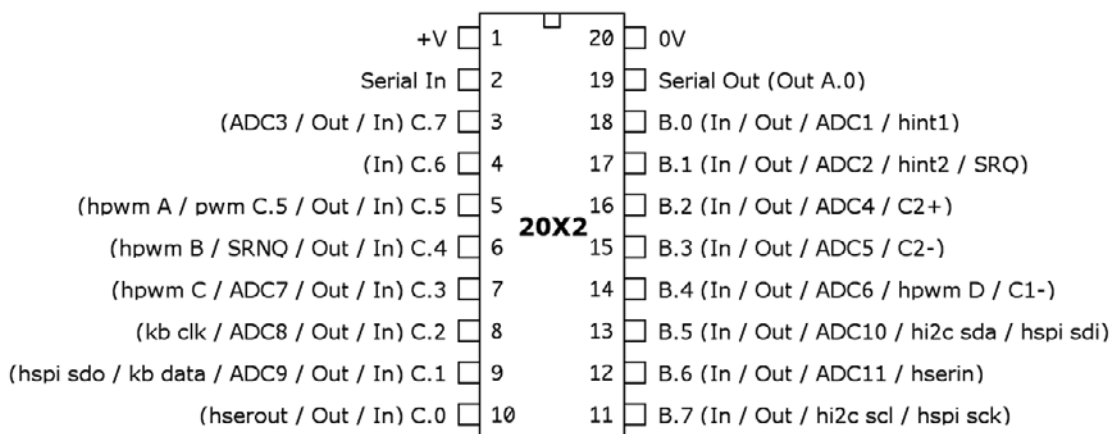 +V 1 20 0V
Serial In 2 19 Serial Out (Out A.0)
(ADC3 / Out / In) C.7 3 18 B.0 (In / Out / ADC1 / hint1)
(In) C.6 4 17 B.1 (In / Out / ADC2 / hint2 / SRQ)
(hpwm A / pwm C.5 / Out / In) C.5 5 16 B.2 (In / Out / ADC4 / C2+)
20X2
(hpwm B / SRNQ / Out / In) C.4 6 15 B.3 (In / Out / ADC5 / C2-)
(hpwm C / ADC7 / Out / In) C.3 7 14 B.4 (In / Out / ADC6 / hpwm D / C1-)
(kb clk / ADC8 / Out / In) C.2 8 13 B.5 (In / Out / ADC10 / hi2c sda / hspi sdi)
(hspi sdo / kb data / ADC9 / Out / In) C.1 9 12 B.6 (In / Out / ADC11 / hserin)
(hserout / Out / In) C.0 10 11 B.7 (In / Out / hi2c scl / hspi sck)